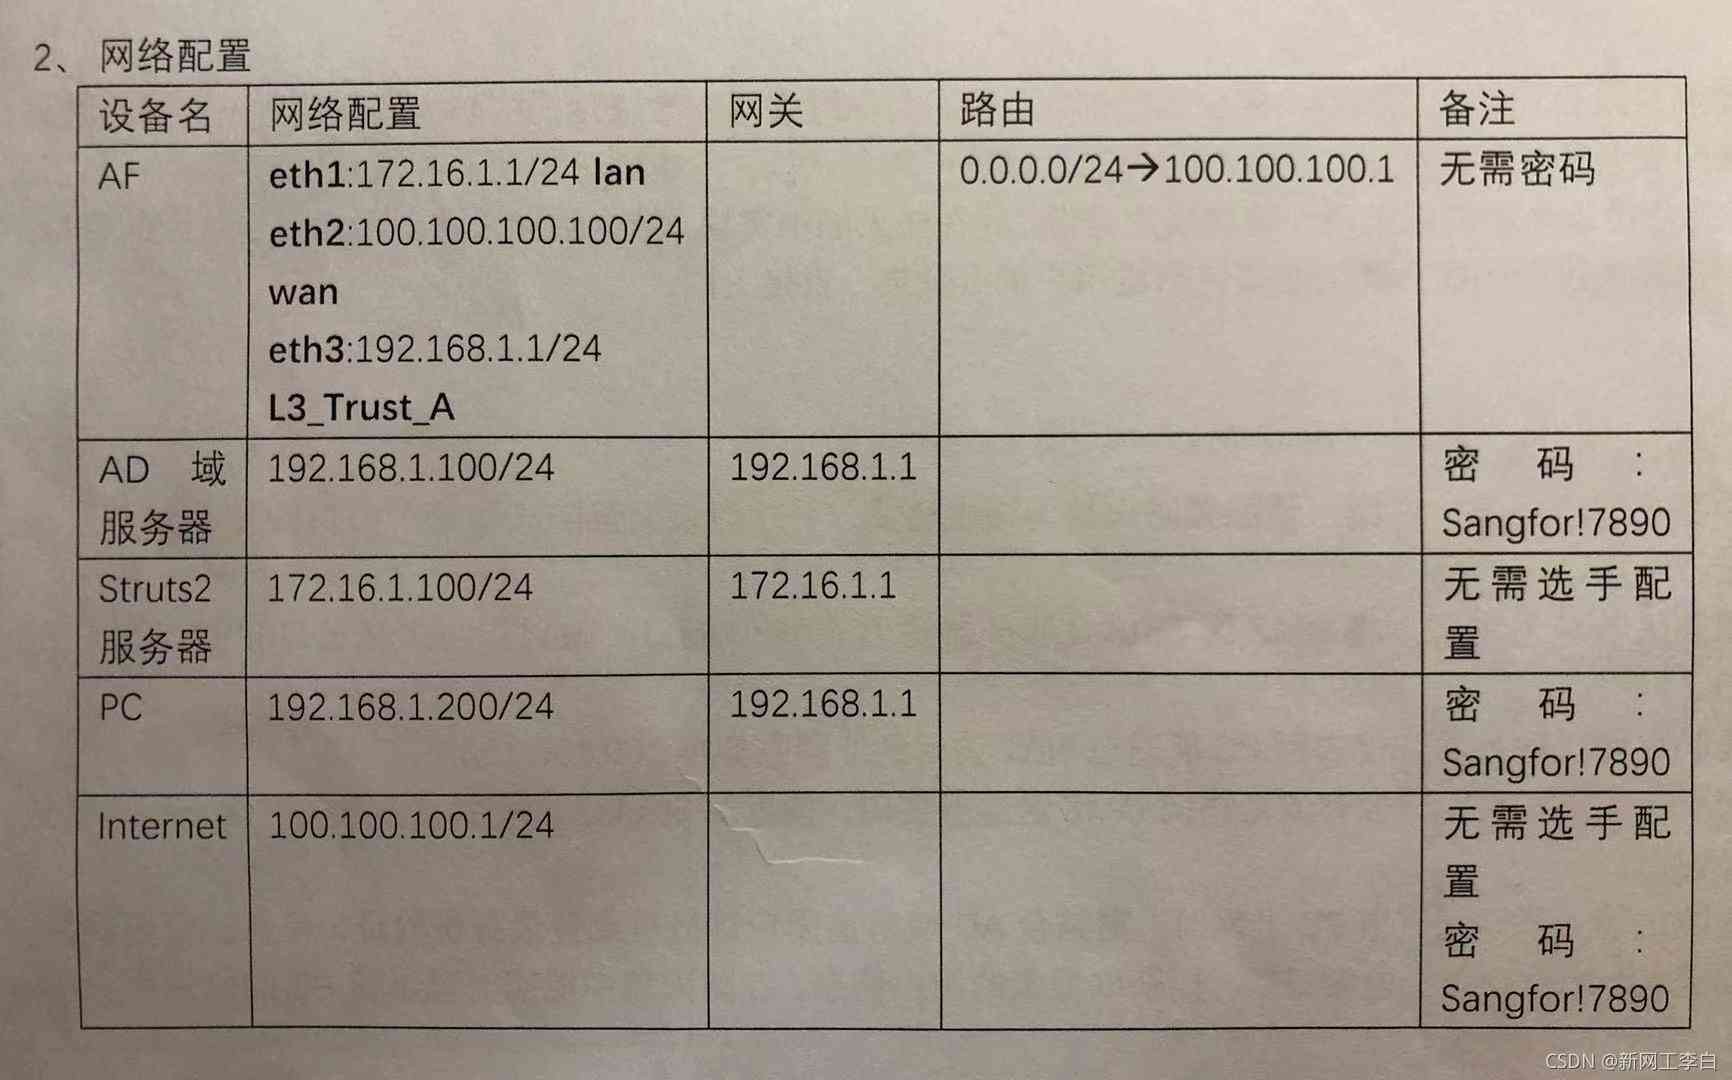 2、 网络配置
设备名 网络配置 网关 路由 备注
AF eth1:172.16.1.1/24 lan 0.0.0.0/24→100.100.100.1 无需密码
eth2:100.100.100.100/24
wan
eth3:192.168.1.1/24
L3_Trust_A
AD 域 192.168.1.100/24 192.168.1.1 密 码 :
服务器 Sangfor!7890
Struts2 172.16.1.100/24 172.16.1.1 无需选手配
服务器 置
PC 192.168.1.200/24 192.168.1.1 密 码 :
Sangfor!7890
Internet 100.100.100.1/24 无需选手配
置
密 码 :
Sangfor!7890
CSDN @新网工李白